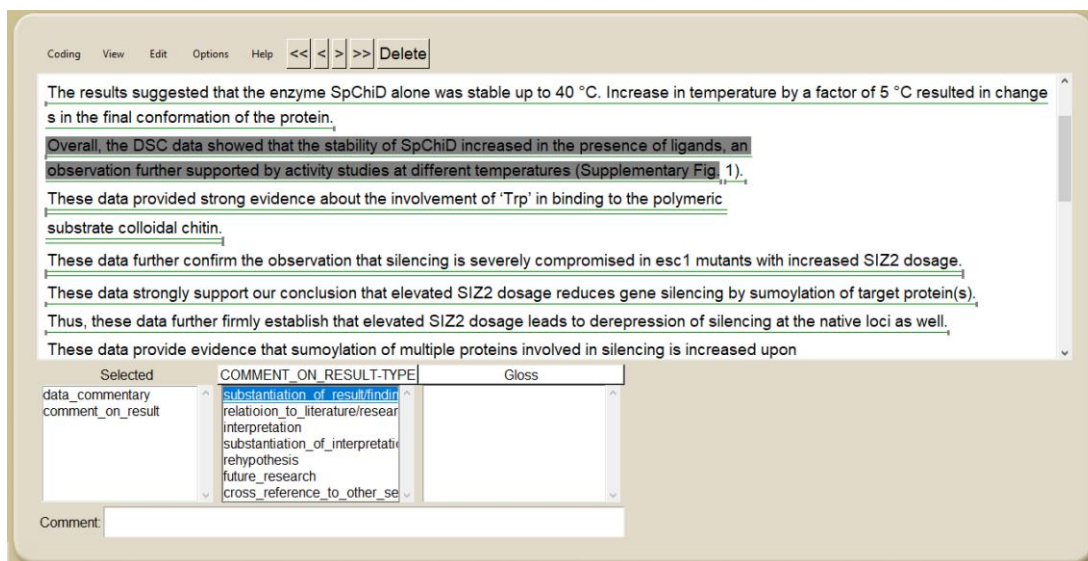 Coding View Edit Options Help << < > >> Delete
The results suggested that the enzyme SpChiD alone was stable up to 40 °C. Increase in temperature by a factor of 5 °C resulted in change
s in the final conformation of the protein.
Overall, the DSC data showed that the stability of SpChiD increased in the presence of ligands, an
observation further supported by activity studies at different temperatures (Supplementary Fig. 1).
These data provided strong evidence about the involvement of ‘Trp’ in binding to the polymeric
substrate colloidal chitin.
These data further confirm the observation that silencing is severely compromised in esc1 mutants with increased SIZ2 dosage.
These data strongly support our conclusion that elevated SIZ2 dosage reduces gene silencing by sumoylation of target protein(s).
Thus, these data further firmly establish that elevated SIZ2 dosage leads to derepression of silencing at the native loci as well.
These data provide evidence that sumoylation of multiple proteins involved in silencing is increased upon
Selected COMMENT_ON_RESULT-TYPE Gloss
data_commentary
comment_on_result
substantiation_of_result/findin
relatioion_to_literature/resear
interpretation
substantiation_of_interpretati
rehypothesis
future_research
cross_reference_to_other_se
Comment: